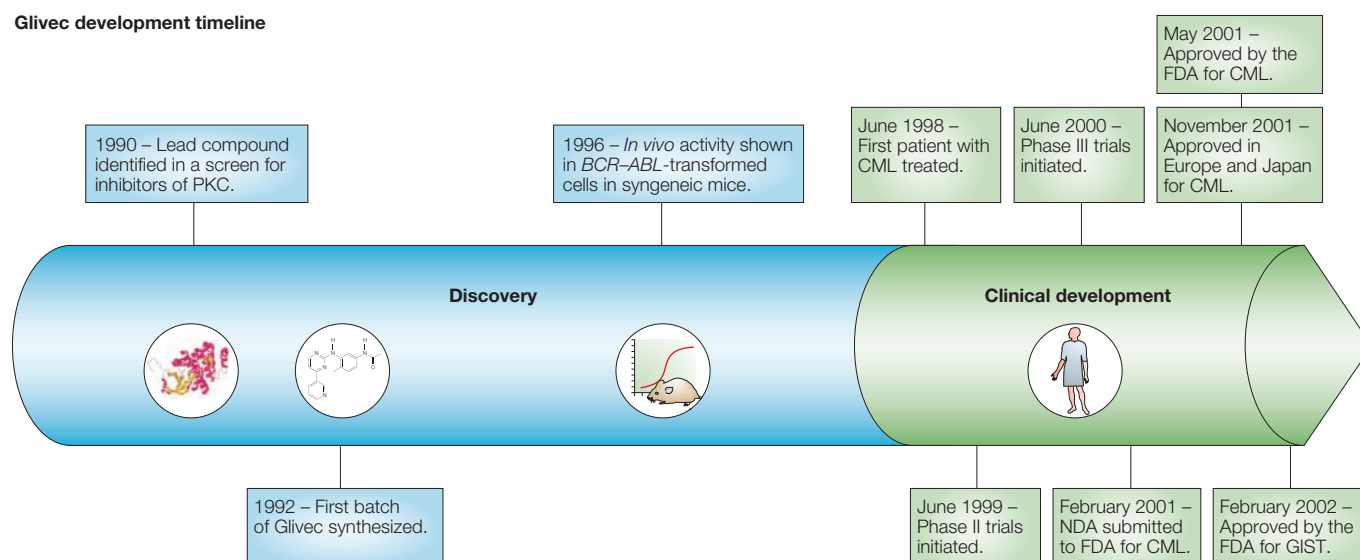 Glivec development timeline
1990 – Lead compound
identified in a screen for
inhibitors of PKC.
1996 – In vivo activity shown
in BCR–ABL-transformed
cells in syngeneic mice.
June 1998 –
First patient with
CML treated.
June 2000 –
Phase III trials
initiated.
May 2001 –
Approved by the
FDA for CML.
November 2001 –
Approved in
Europe and Japan
for CML.
Discovery
Clinical development
H
H
N
N
N
N
O
N
1992 – First batch
of Glivec synthesized.
June 1999 –
Phase II trials
initiated.
February 2001 –
NDA submitted
to FDA for CML.
February 2002 –
Approved by the
FDA for GIST.